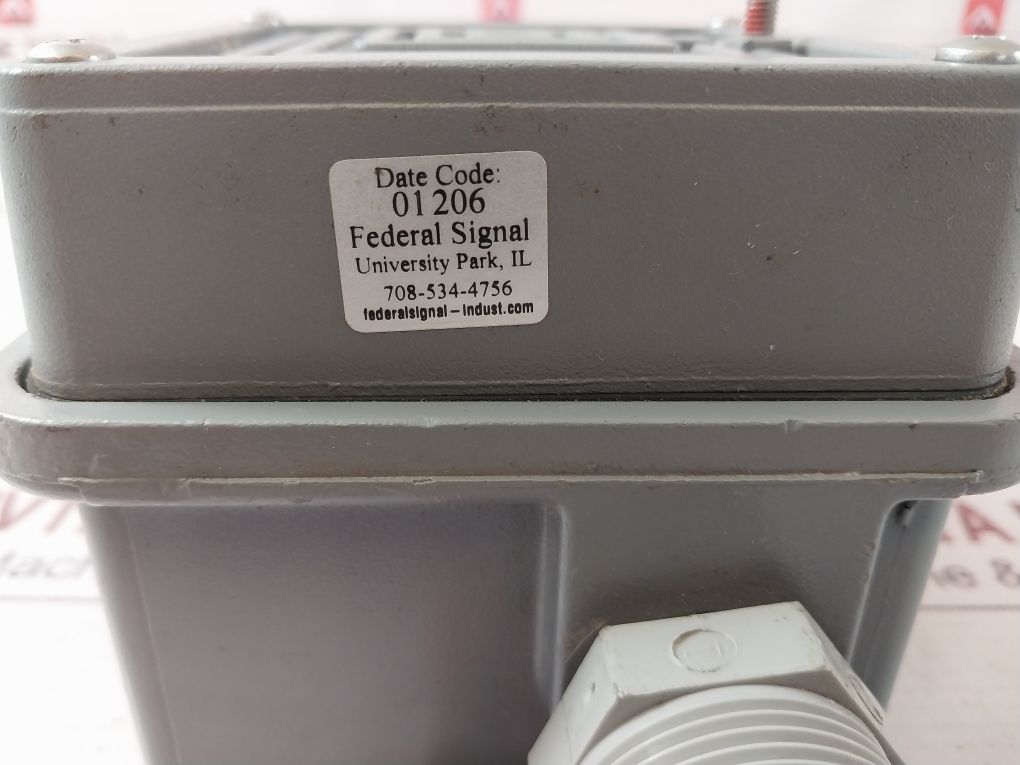 Date Code:
01206
Federal Signal
University Park, IL
708-534-4756
federalsignal-indust.com